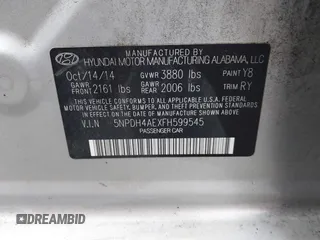 MANUFACTURED BY
HYUNDAI MOTOR MANUFACTURING ALABAMA, LLC
Oct/14/14 GVWR 3880 lbs PAINT Y8
GAWR FRONT 2161 lbs GAWR REAR 2006 lbs TRIM RY
THIS VEHICLE CONFORMS TO ALL APPLICABLE
FEDERAL MOTOR VEHICLE SAFETY, BUMPER,
AND THEFT PREVENTION STANDARDS IN EFFECT
ON THE DATE OF MANUFACTURE SHOWN ABOVE.
V.I.N 5NPDH4AEXFH599545
PASSENGER CAR
DREAMBID